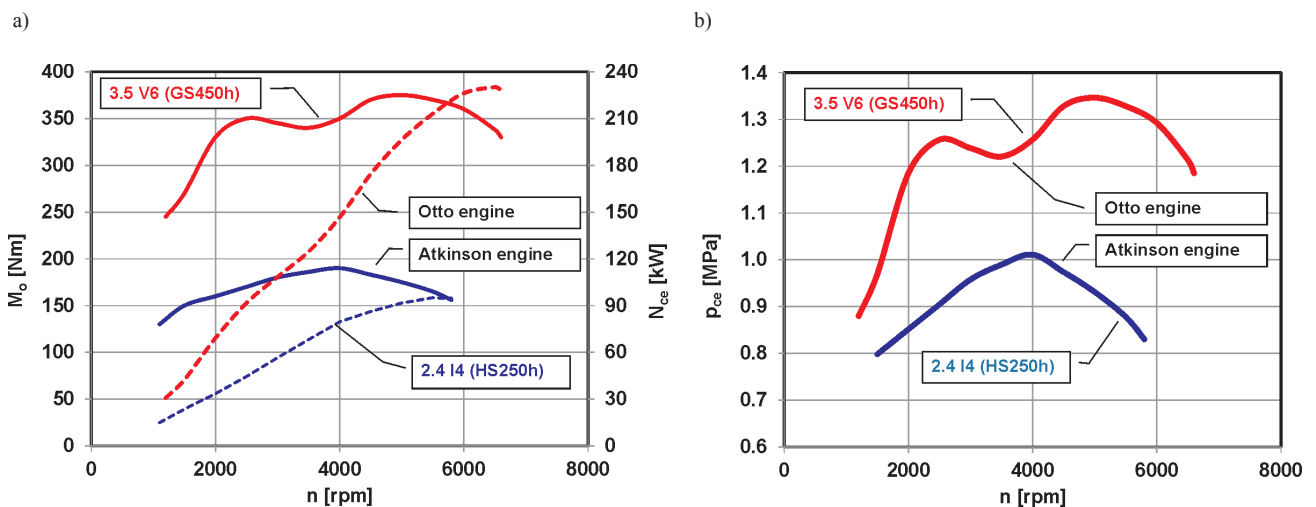 a)
400
350
300
250
200
150
100
50
0
M_o [Nm]
240
210
180
150
120
90
60
30
0
N_ce [kW]
0 2000 4000 6000 8000
n [rpm]
3.5 V6 (GS450h)
Otto engine
Atkinson engine
2.4 I4 (HS250h)
b)
1.4
1.3
1.2
1.1
1.0
0.9
0.8
0.7
0.6
p_ce [MPa]
0 2000 4000 6000 8000
n [rpm]
3.5 V6 (GS450h)
Otto engine
Atkinson engine
2.4 I4 (HS250h)